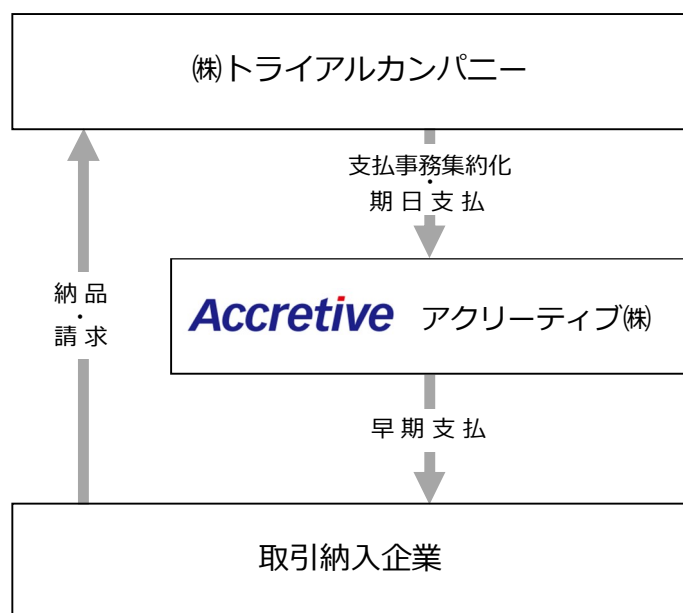 ㈱トライアルカンパニー
支払事務集約化
・
期日支払
納品
・
請求
Accretive アクリーティブ㈱
早期支払
取引納入企業